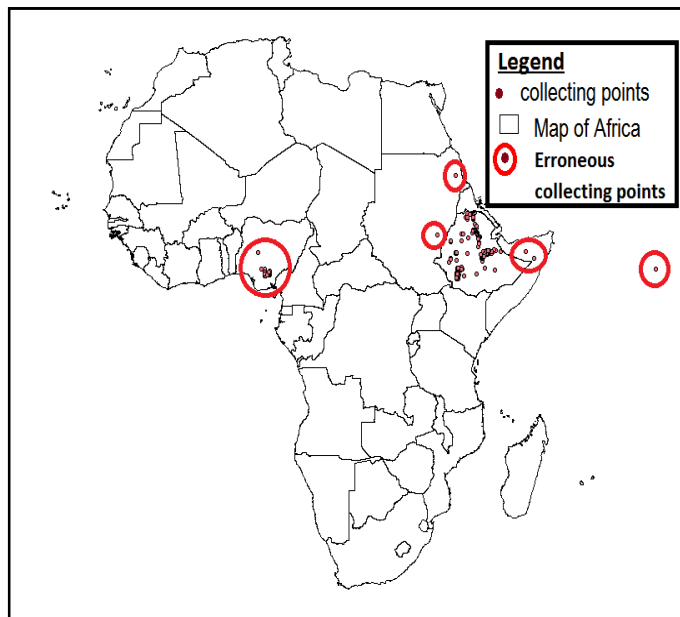 Legend
collecting points
Map of Africa
Erroneous
collecting points